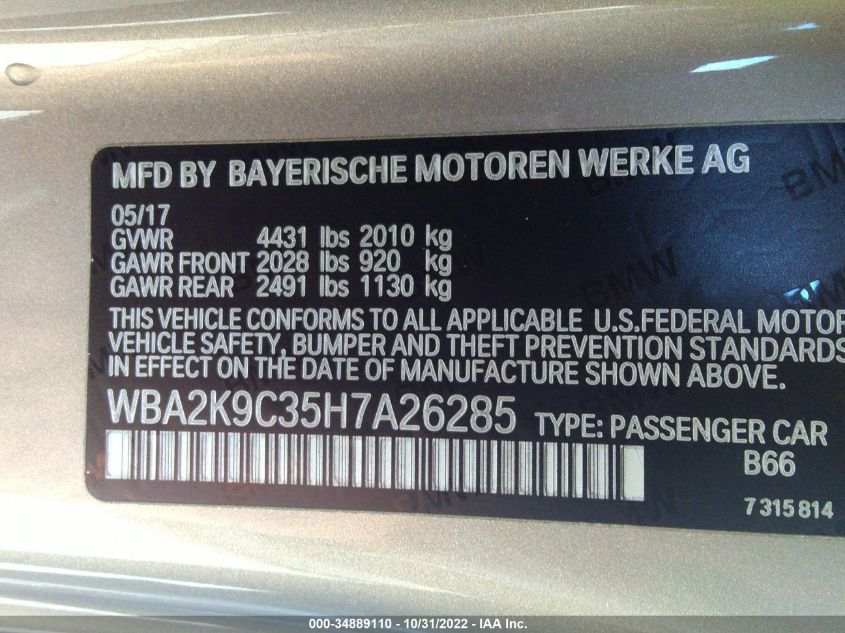 MFD BY BAYERISCHE MOTOREN WERKE AG
05/17
GVWR 4431 lbs 2010 kg
GAWR FRONT 2028 lbs 920 kg
GAWR REAR 2491 lbs 1130 kg
THIS VEHICLE CONFORMS TO ALL APPLICABLE U.S.FEDERAL MOTOR
VEHICLE SAFETY, BUMPER AND THEFT PREVENTION STANDARDS
IN EFFECT ON THE DATE OF MANUFACTURE SHOWN ABOVE.
WBA2K9C35H7A26285 TYPE: PASSENGER CAR
B66
7 315 814
000-34889110 - 10/31/2022 - IAA Inc.